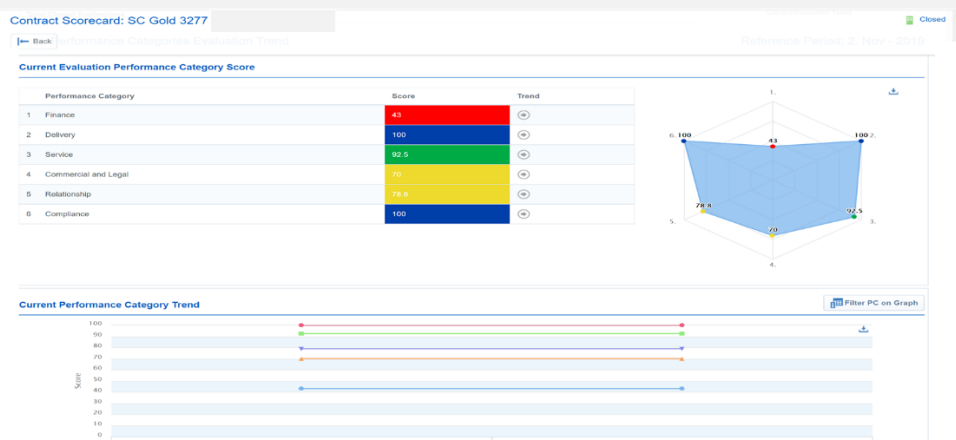 Contract Scorecard: SC Gold 3277
Closed
Back
Performance Categories Evaluation Trend
Reference Period: 2. Nov - 2019
Current Evaluation Performance Category Score
Performance Category Score Trend
1 Finance 43
2 Delivery 100
3 Service 92.5
4 Commercial and Legal 70
5 Relationship 78.8
6 Compliance 100
1.
6. 100
43
100 2.
78.8
92.5
5.
70
3.
4.
Current Performance Category Trend
Filter PC on Graph
100
90
80
70
60
50
40
30
20
10
0
Score